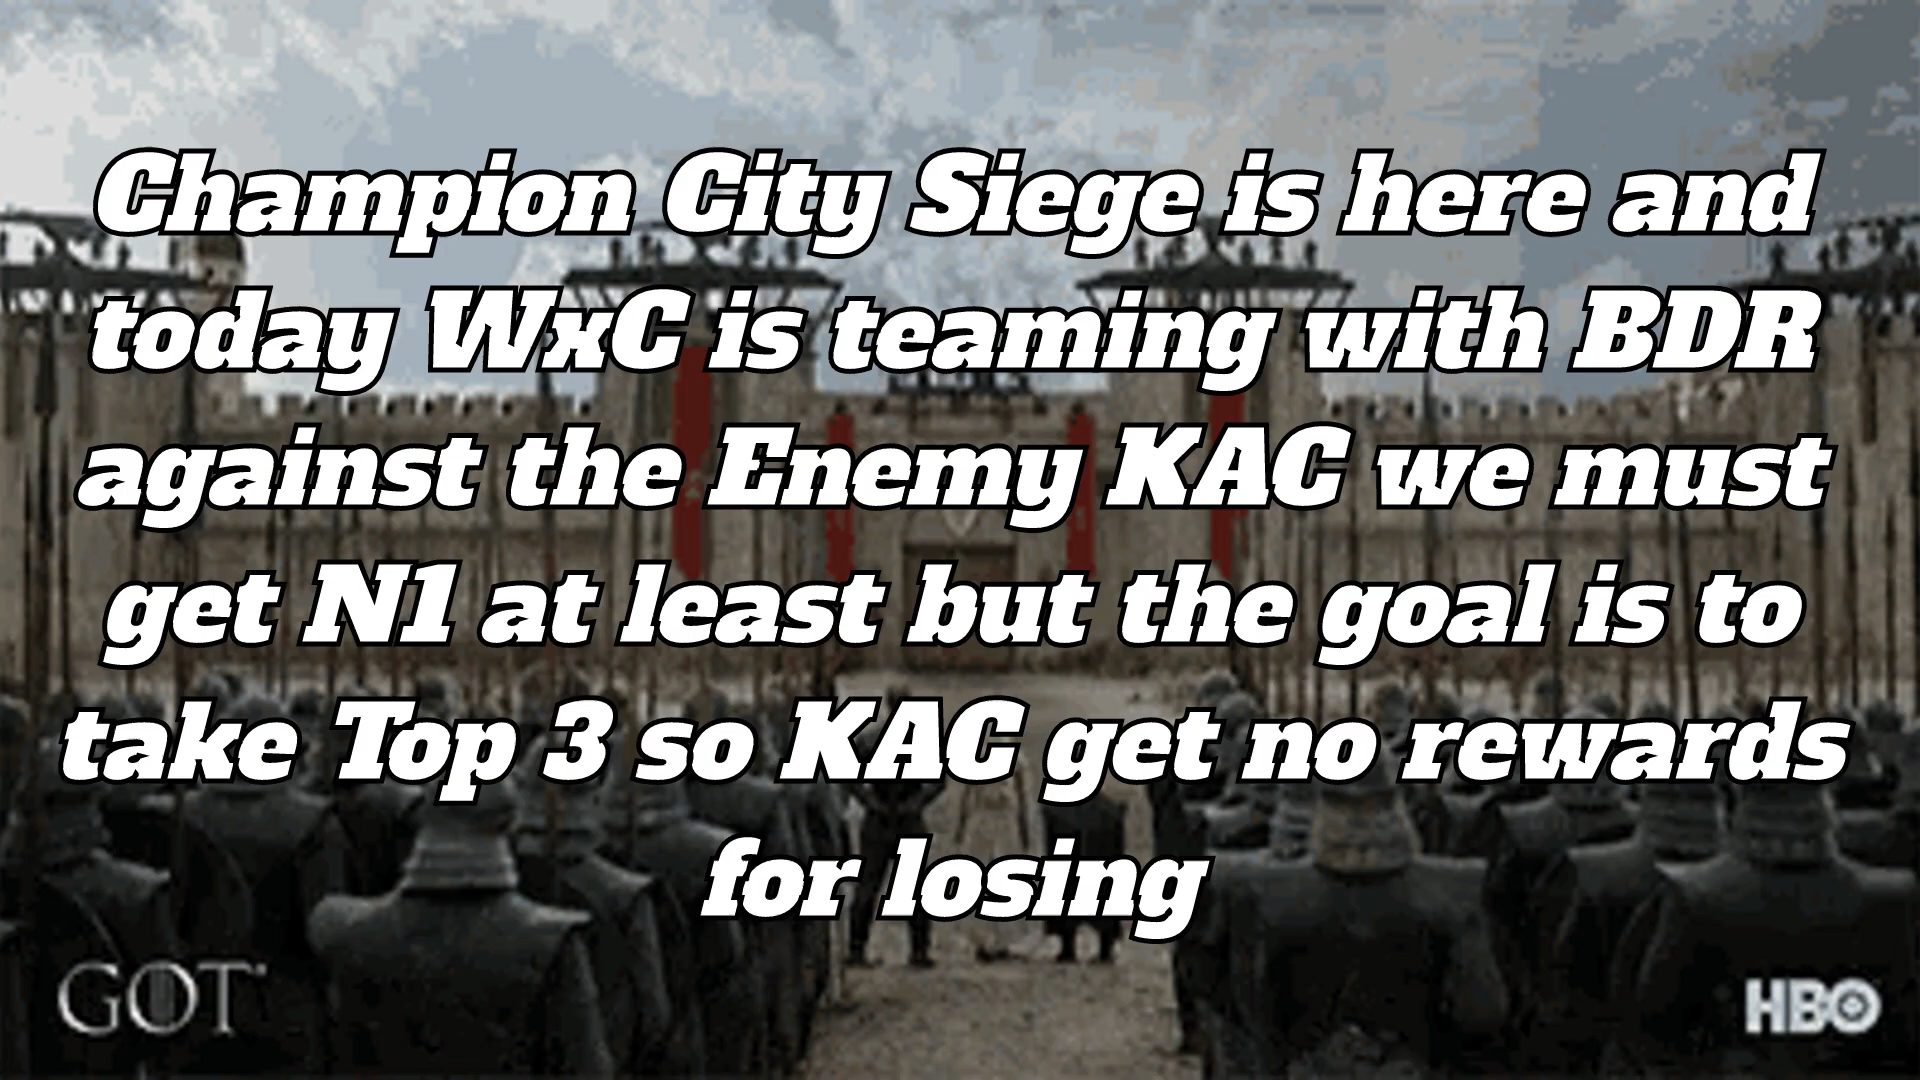 Champion City Siege is here and
today WxC is teaming with BDR
against the Enemy KAC we must
get N1 at least but the goal is to
take Top 3 so KAC get no rewards
for losing
GOT
HBO